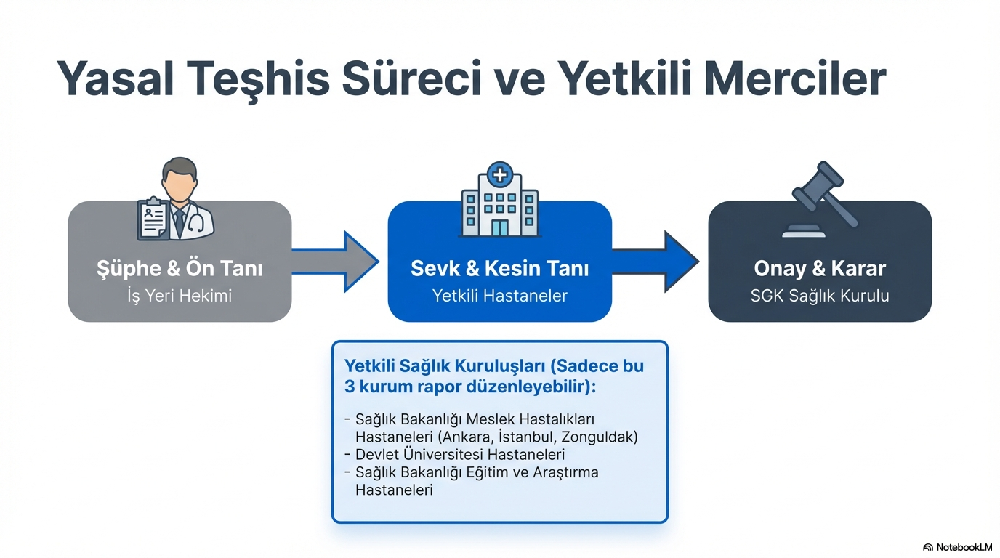 Yasal Teşhis Süreci ve Yetkili Merciler
Şüphe & Ön Tanı
İş Yeri Hekimi
Sevk & Kesin Tanı
Yetkili Hastaneler
Onay & Karar
SGK Sağlık Kurulu
Yetkili Sağlık Kuruluşları (Sadece bu
3 kurum rapor düzenleyebilir):
- Sağlık Bakanlığı Meslek Hastalıkları
Hastaneleri (Ankara, İstanbul, Zonguldak)
- Devlet Üniversitesi Hastaneleri
- Sağlık Bakanlığı Eğitim ve Araştırma
Hastaneleri
NotebookLM